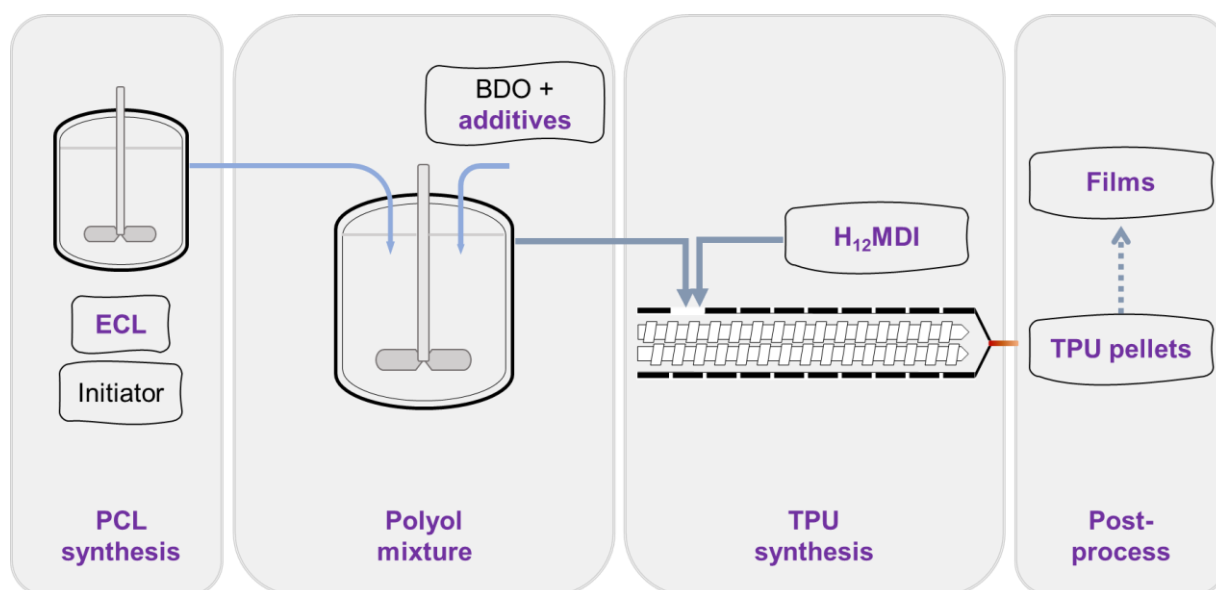 ECL
Initiator
PCL
synthesis
BDO +
additives
Polyol
mixture
H₁₂MDI
TPU
synthesis
Films
TPU pellets
Post-
process